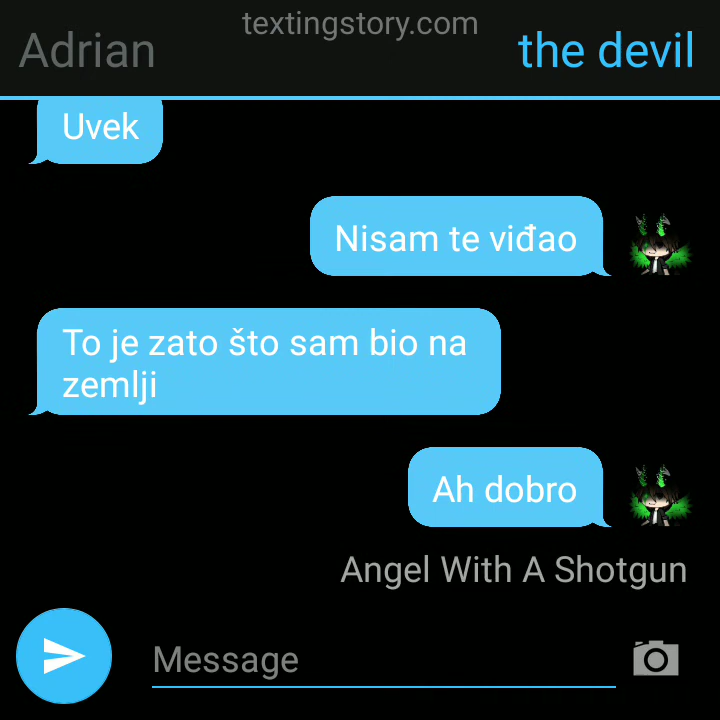 textingstory.com
Adrian
the devil
Uvek
Nisam te viđao
To je zato što sam bio na
zemlji
Ah dobro
Angel With A Shotgun
Message